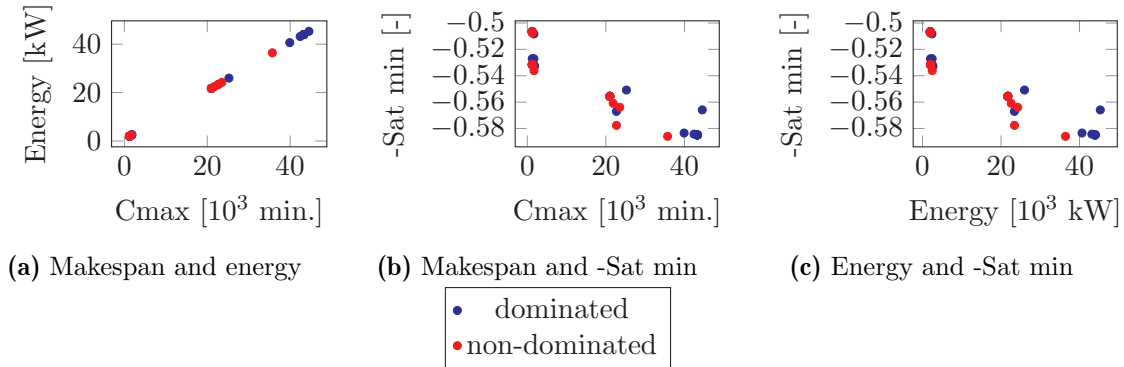 Energy [kW]
40
20
0
0
20
40
Cmax [10³ min.]
(a) Makespan and energy
-Sat min [-]
−0.5
−0.52
−0.54
−0.56
−0.58
0
20
40
Cmax [10³ min.]
(b) Makespan and -Sat min
-Sat min [-]
−0.5
−0.52
−0.54
−0.56
−0.58
0
20
40
Energy [10³ kW]
(c) Energy and -Sat min
dominated
non-dominated